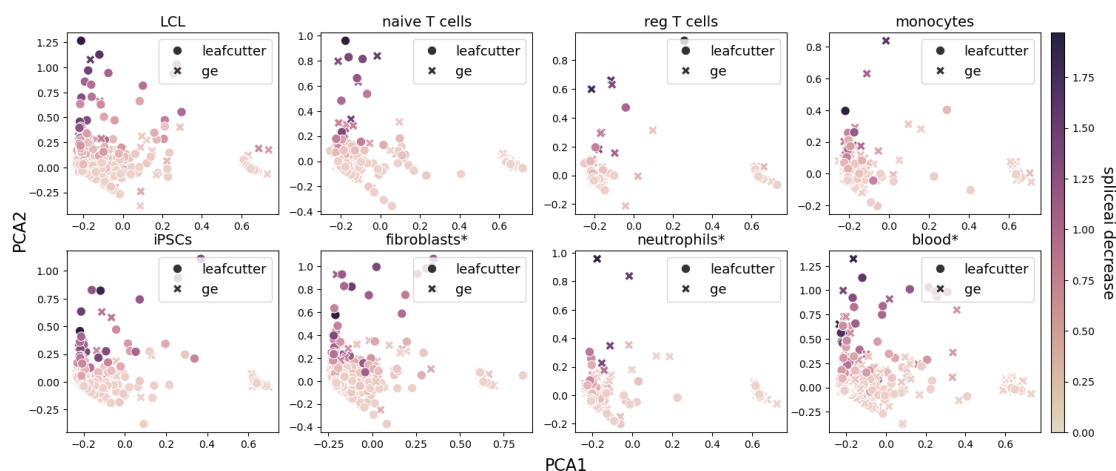 LCL
naive T cells
reg T cells
monocytes
1.25
1.00
0.75
0.50
0.25
0.00
−0.25
−0.2 0.0 0.2 0.4 0.6
leafcutter
ge
1.0
0.8
0.6
0.4
0.2
0.0
−0.2
−0.4
−0.2 0.0 0.2 0.4 0.6
leafcutter
ge
0.8
0.6
0.4
0.2
0.0
−0.2
−0.2 0.0 0.2 0.4 0.6
leafcutter
ge
0.8
0.6
0.4
0.2
0.0
−0.2
−0.2 0.0 0.2 0.4 0.6
leafcutter
ge
PCA2
iPSCs
fibroblasts*
neutrophils*
blood*
1.00
0.75
0.50
0.25
0.00
−0.25
−0.2 0.0 0.2 0.4 0.6
leafcutter
ge
1.0
0.8
0.6
0.4
0.2
0.0
−0.2
−0.4
−0.25 0.00 0.25 0.50 0.75
leafcutter
ge
1.0
0.8
0.6
0.4
0.2
0.0
−0.2
−0.2 0.0 0.2 0.4 0.6
leafcutter
ge
1.25
1.00
0.75
0.50
0.25
0.00
−0.25
−0.2 0.0 0.2 0.4 0.6
leafcutter
ge
PCA1
1.75
1.50
1.25
1.00
0.75
0.50
0.25
0.00
spliceai decrease